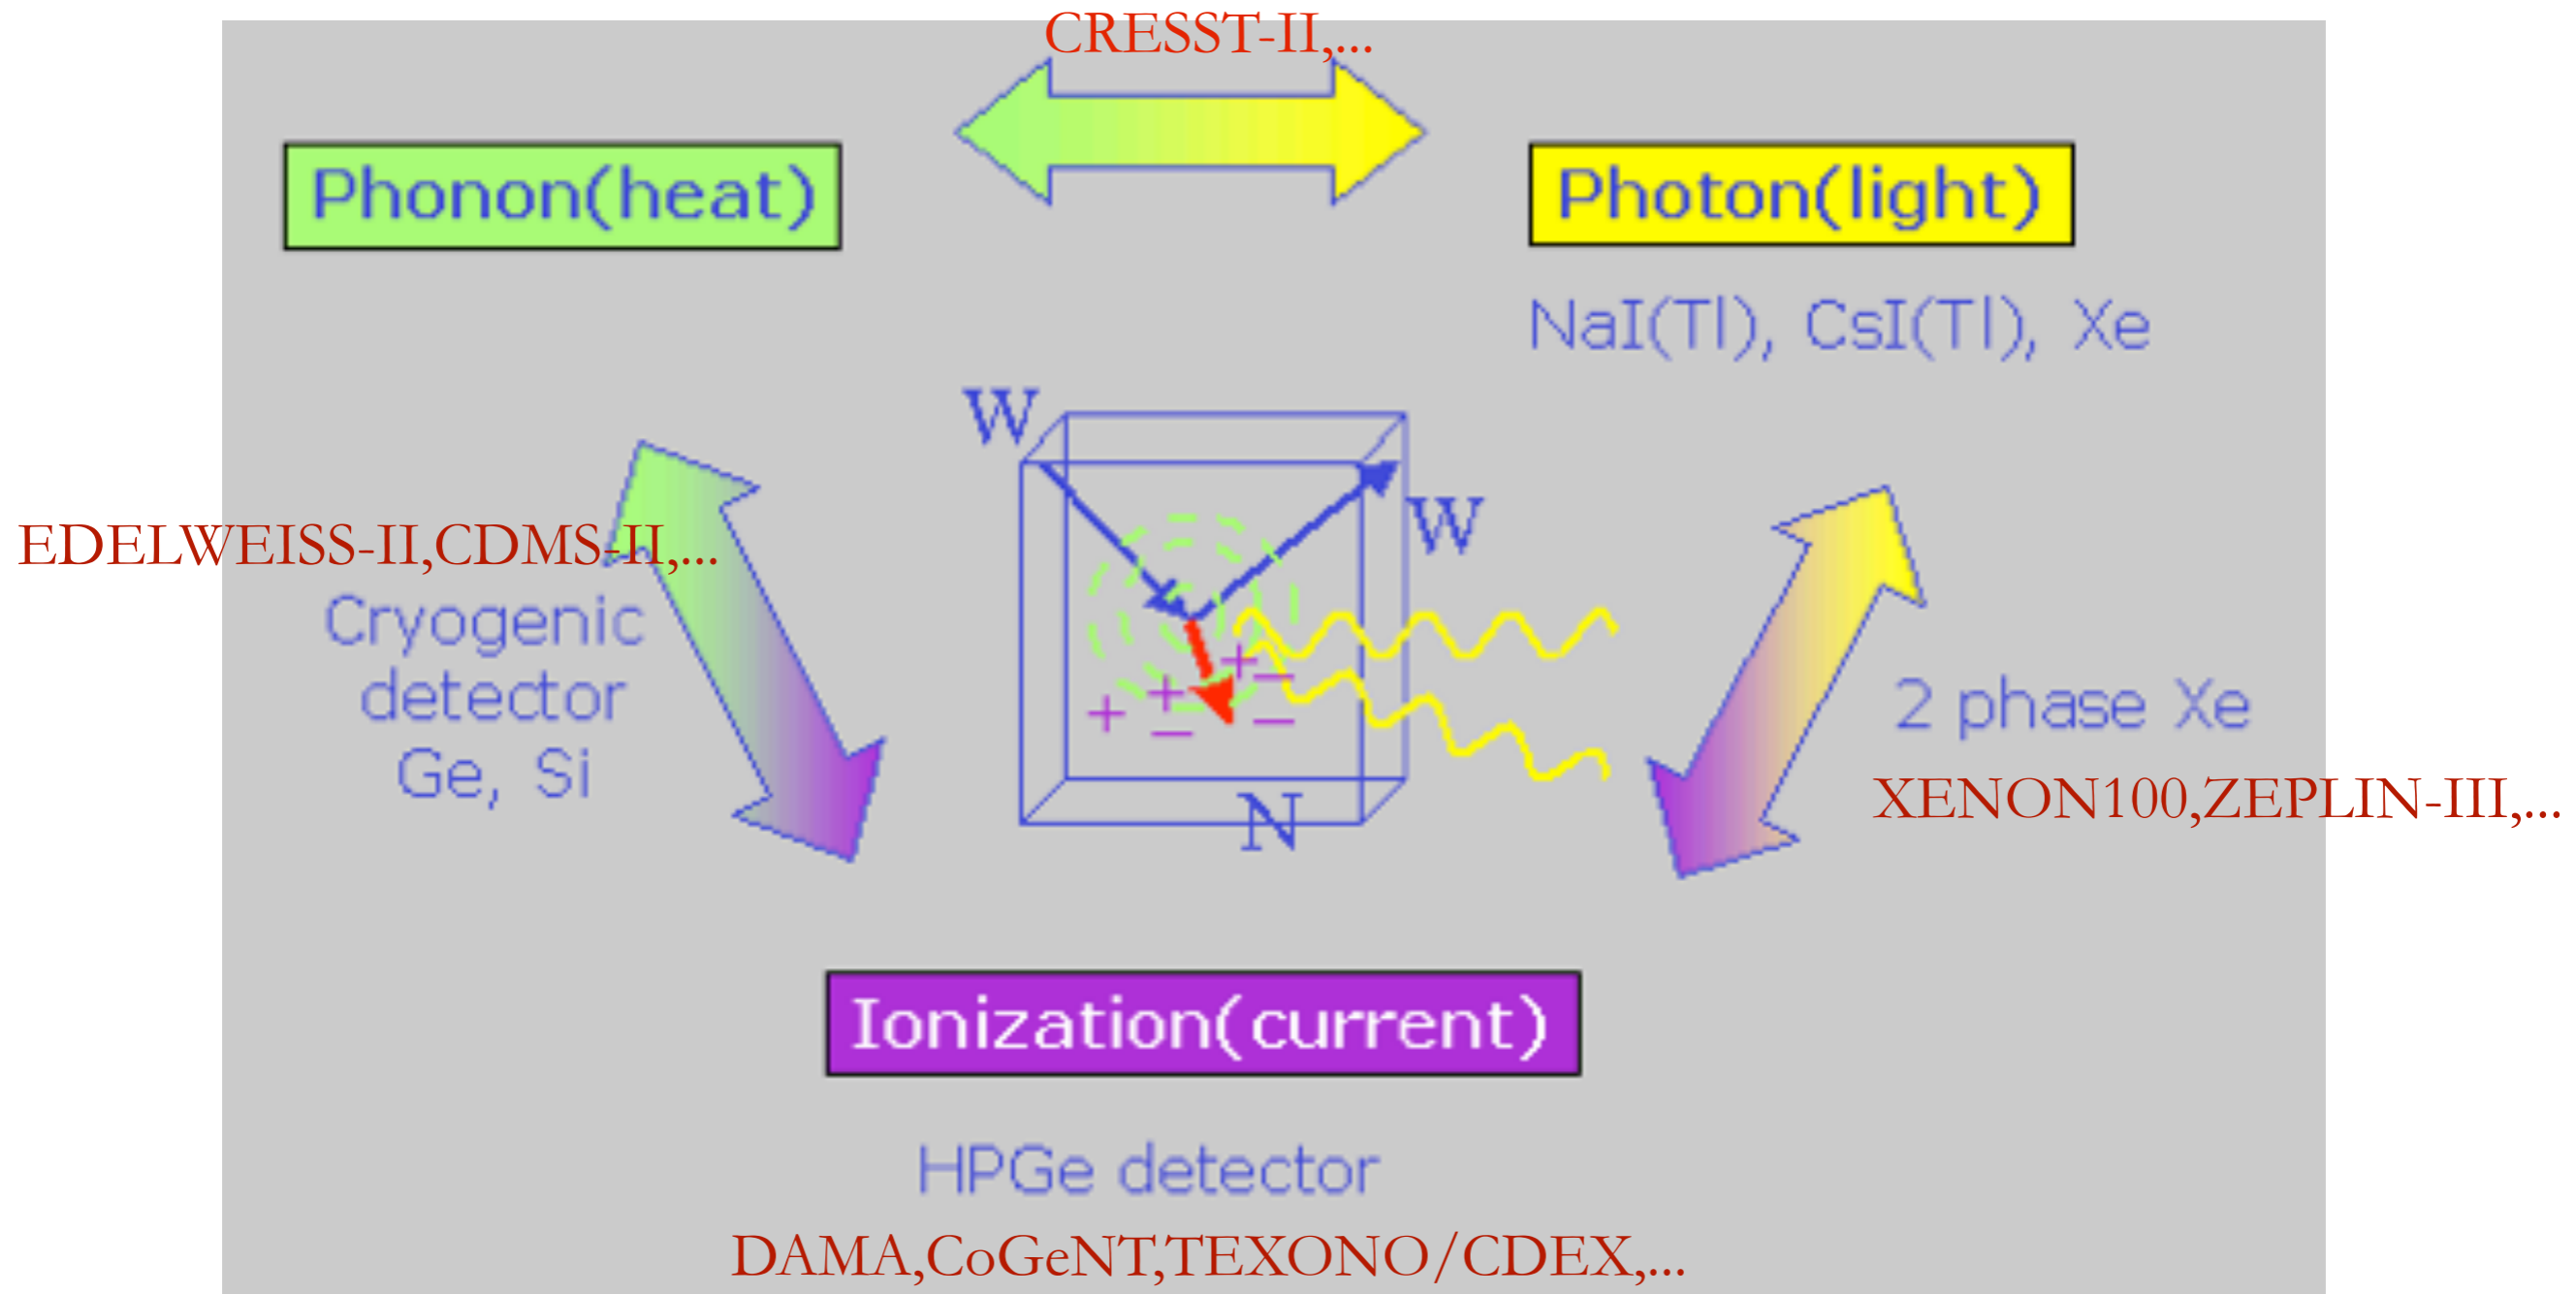 CRESST-II,...
Phonon(heat)
Photon(light)
NaI(Tl), CsI(Tl), Xe
W
W
EDELWEISS-II,CDMS-II,...
Cryogenic
detector
Ge, Si
+
+ −
+ − −
2 phase Xe
XENON100,ZEPLIN-III,...
N
Ionization(current)
HPGe detector
DAMA,CoGeNT,TEXONO/CDEX,...